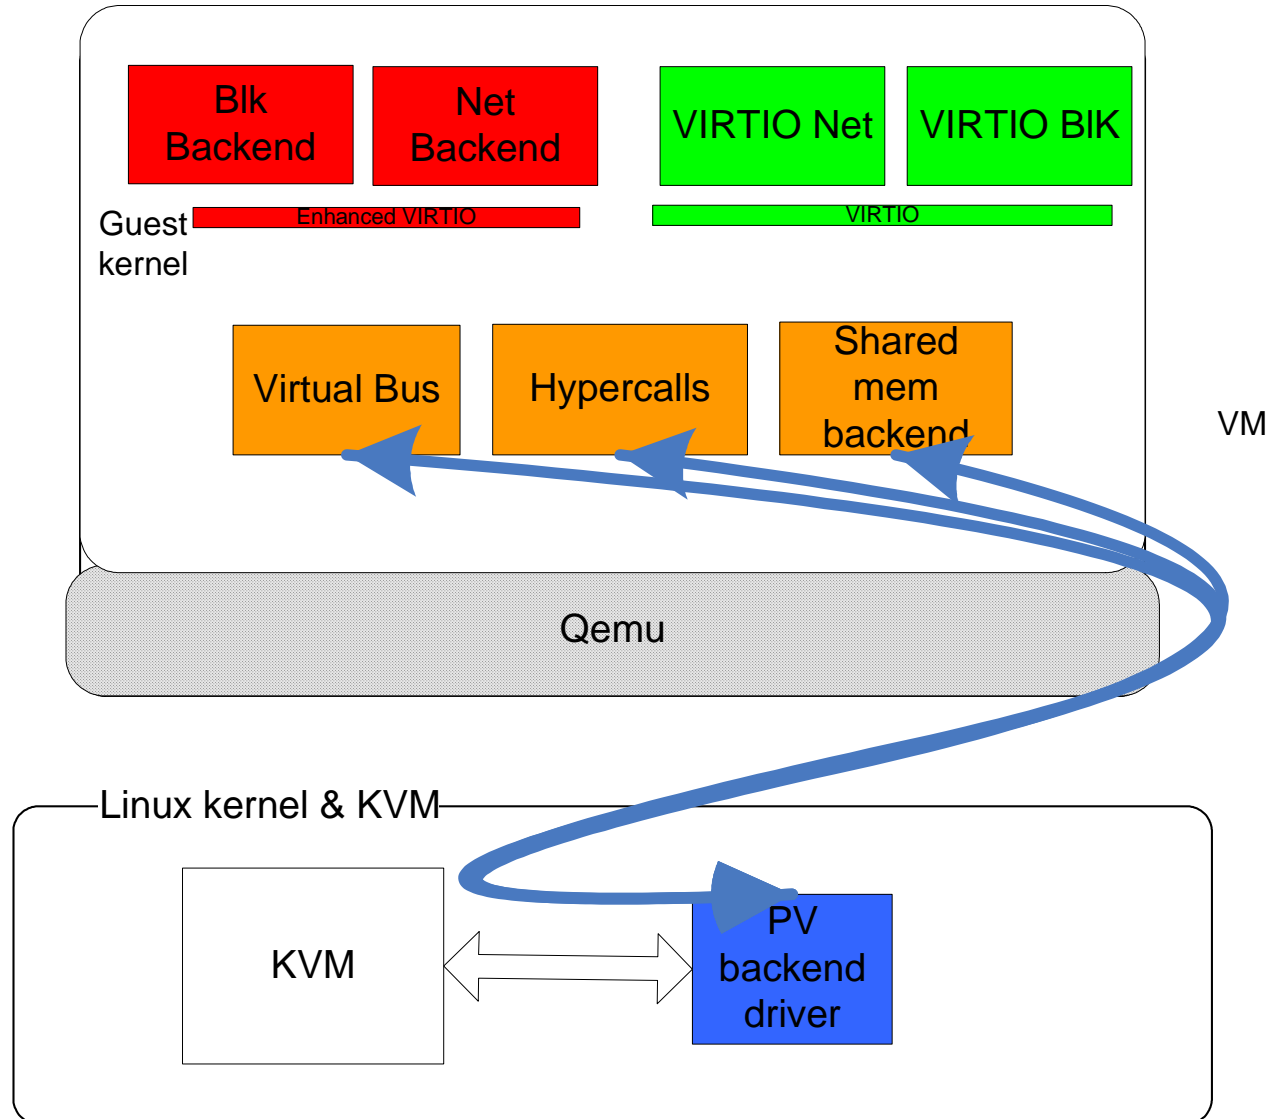 Blk
Backend
Net
Backend
VIRTIO Net
VIRTIO BlK
Enhanced VIRTIO
VIRTIO
Guest
kernel
Virtual Bus
Hypercalls
Shared
mem
backend
VM
Qemu
Linux kernel & KVM
KVM
PV
backend
driver